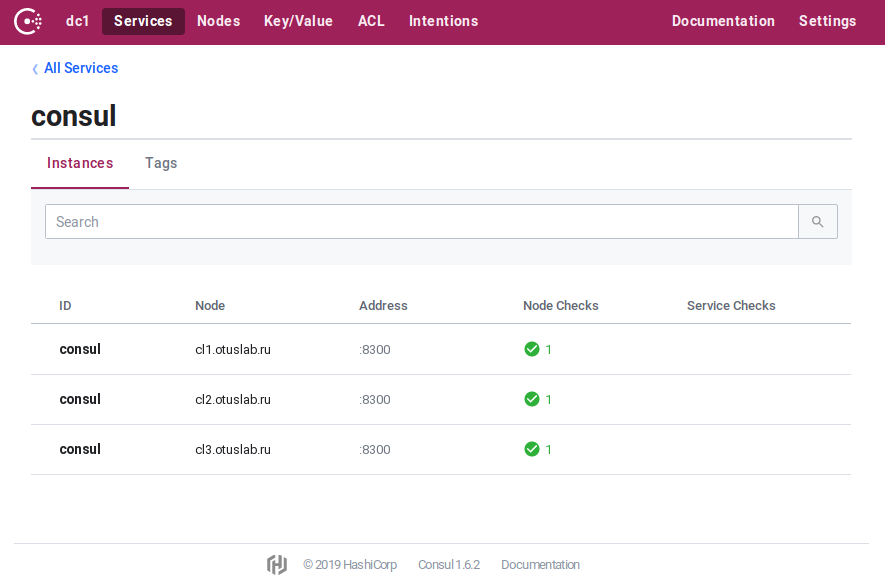 dc1 Services Nodes Key/Value ACL Intentions Documentation Settings
All Services
consul
Instances Tags
Search
ID Node Address Node Checks Service Checks
consul cl1.otuslab.ru :8300 1
consul cl2.otuslab.ru :8300 1
consul cl3.otuslab.ru :8300 1
© 2019 HashiCorp Consul 1.6.2 Documentation